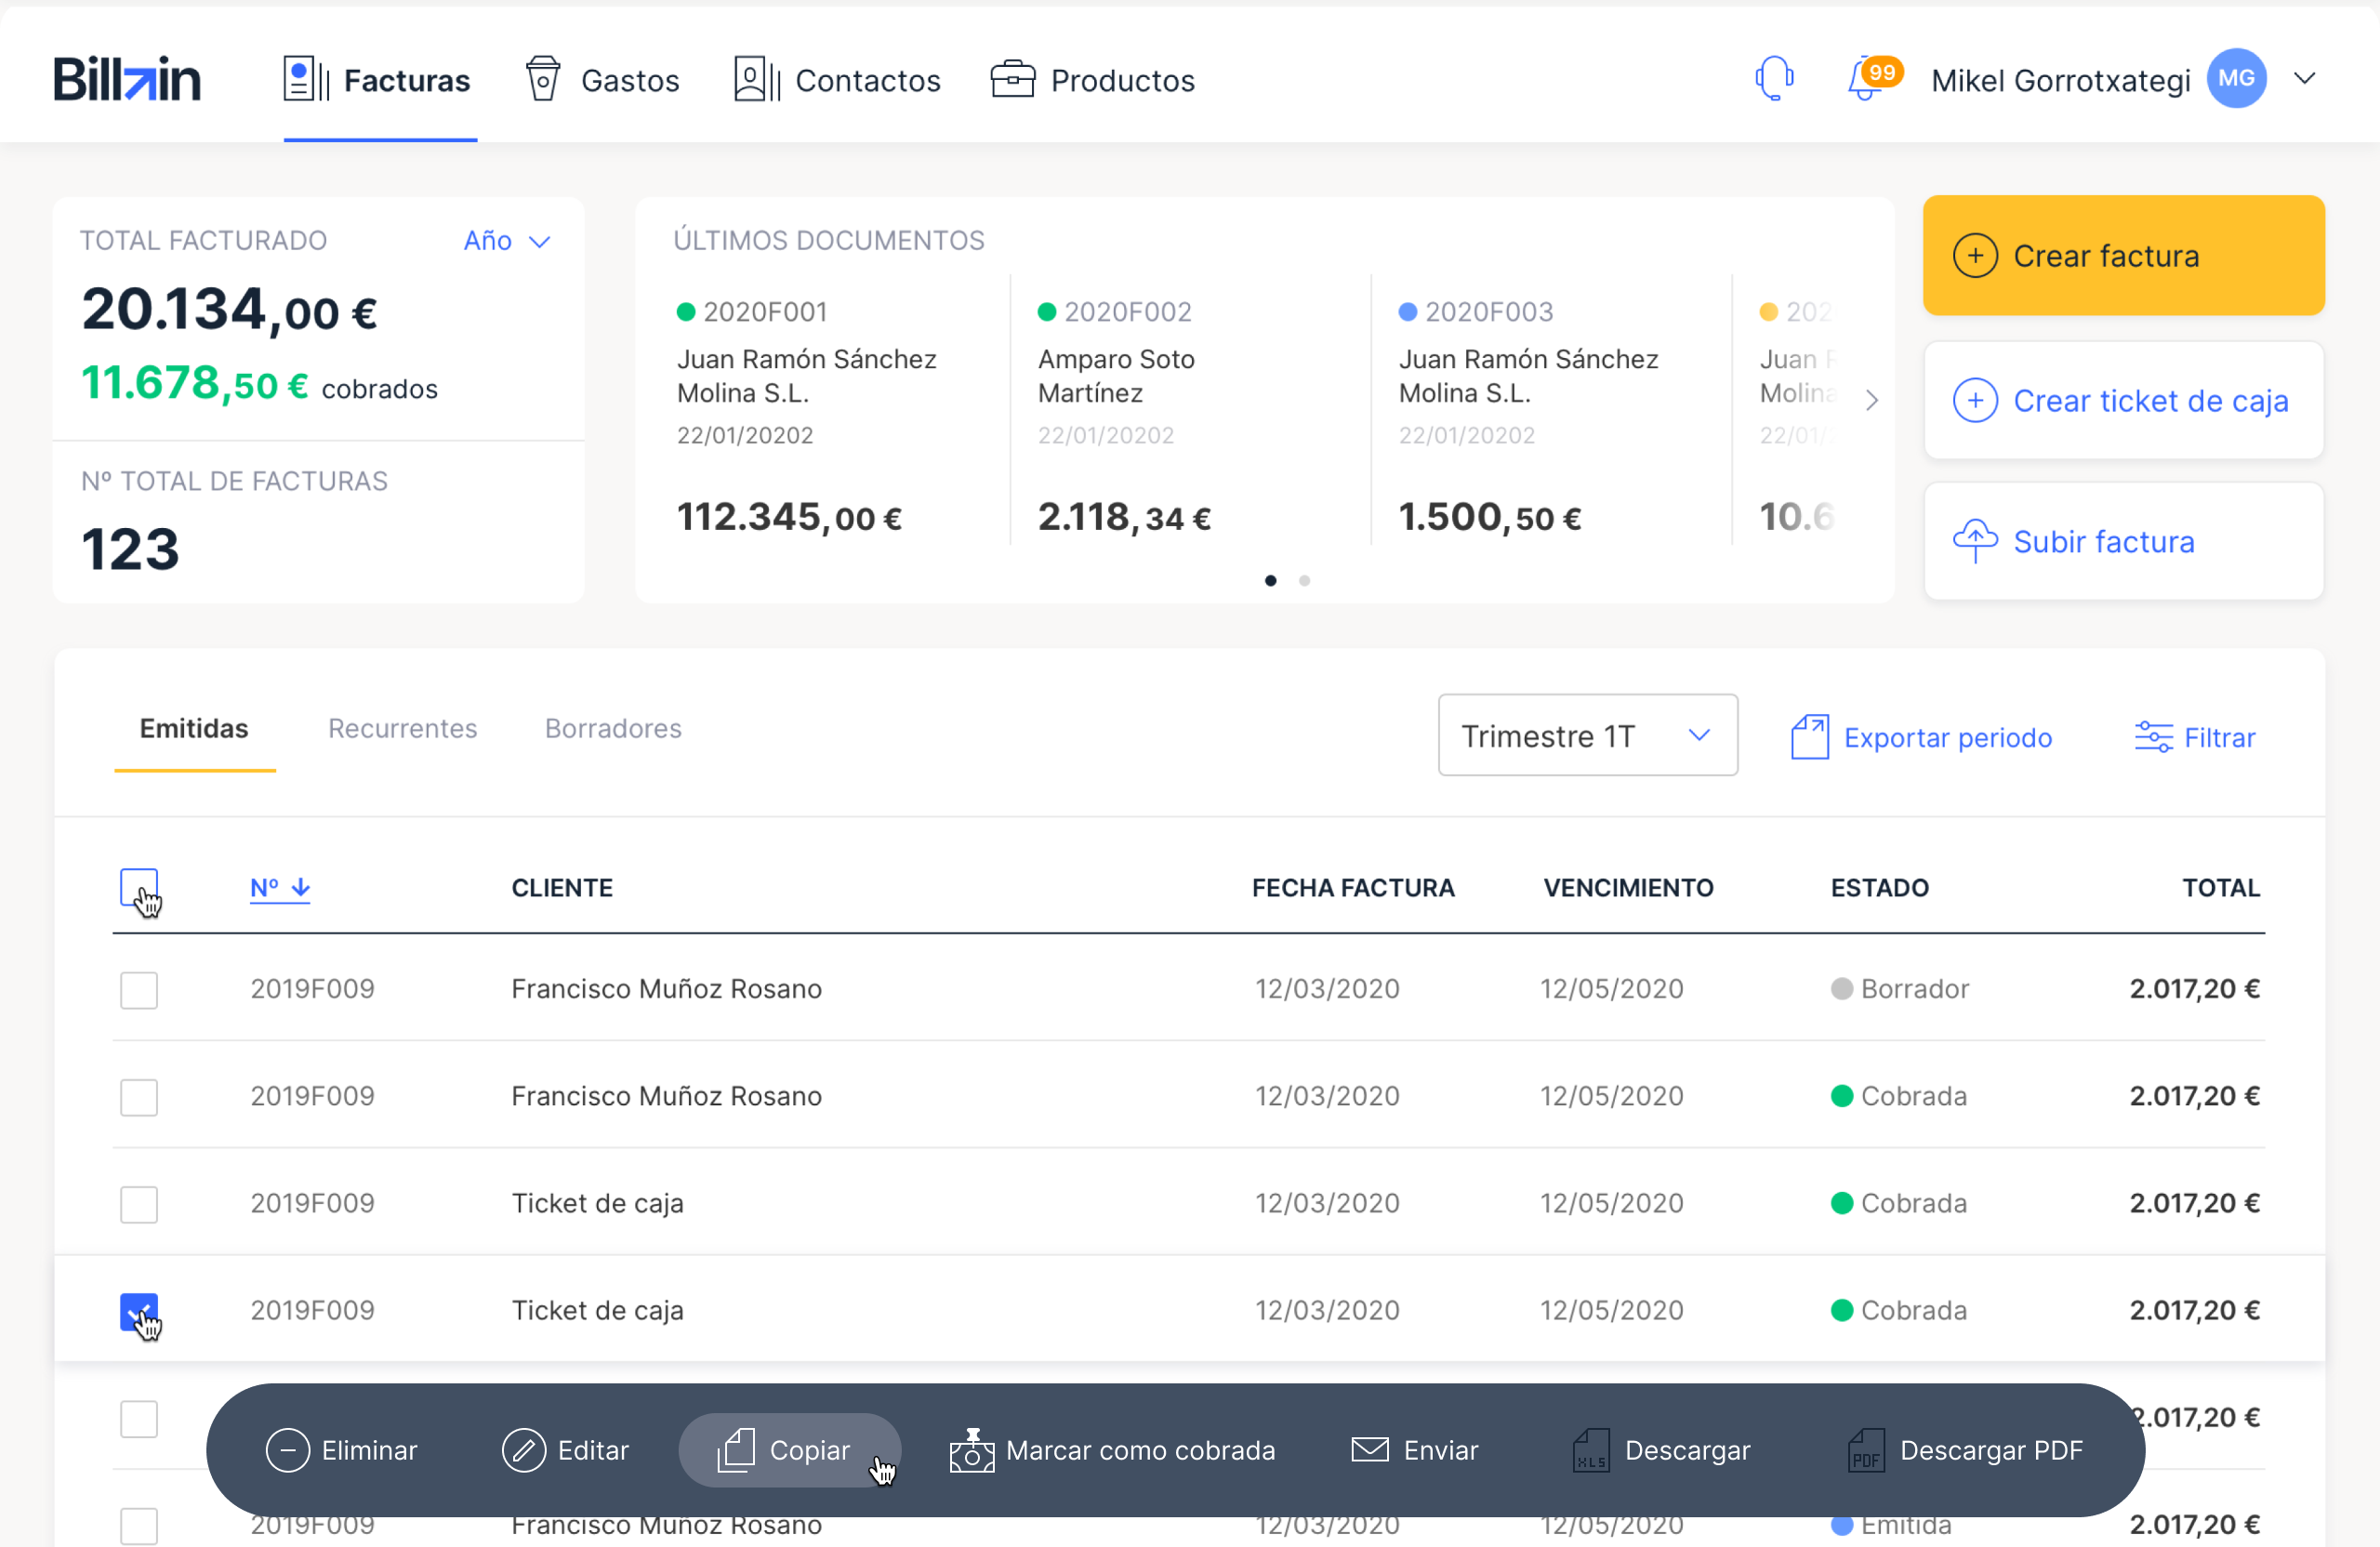 Billin
Facturas
Gastos
Contactos
Productos
99
Mikel Gorrotxategi
MG
TOTAL FACTURADO
Año
20.134,00 €
11.678,50 € cobrados
Nº TOTAL DE FACTURAS
123
ÚLTIMOS DOCUMENTOS
2020F001
Juan Ramón Sánchez
Molina S.L.
22/01/20202
112.345,00 €
2020F002
Amparo Soto
Martínez
22/01/20202
2.118,34 €
2020F003
Juan Ramón Sánchez
Molina S.L.
22/01/20202
1.500,50 €
202
Juan
Molina
22/01/
10.6
Crear factura
Crear ticket de caja
Subir factura
Emitidas
Recurrentes
Borradores
Trimestre 1T
Exportar periodo
Filtrar
Nº CLIENTE FECHA FACTURA VENCIMIENTO ESTADO TOTAL
2019F009 Francisco Muñoz Rosano 12/03/2020 12/05/2020 Borrador 2.017,20 €
2019F009 Francisco Muñoz Rosano 12/03/2020 12/05/2020 Cobrada 2.017,20 €
2019F009 Ticket de caja 12/03/2020 12/05/2020 Cobrada 2.017,20 €
2019F009 Ticket de caja 12/03/2020 12/05/2020 Cobrada 2.017,20 €
2.017,20 €
Eliminar
Editar
Copiar
Marcar como cobrada
Enviar
XLS
Descargar
PDF
Descargar PDF
2019F009 Francisco Muñoz Rosano 12/03/2020 12/05/2020 Emitida 2.017,20 €